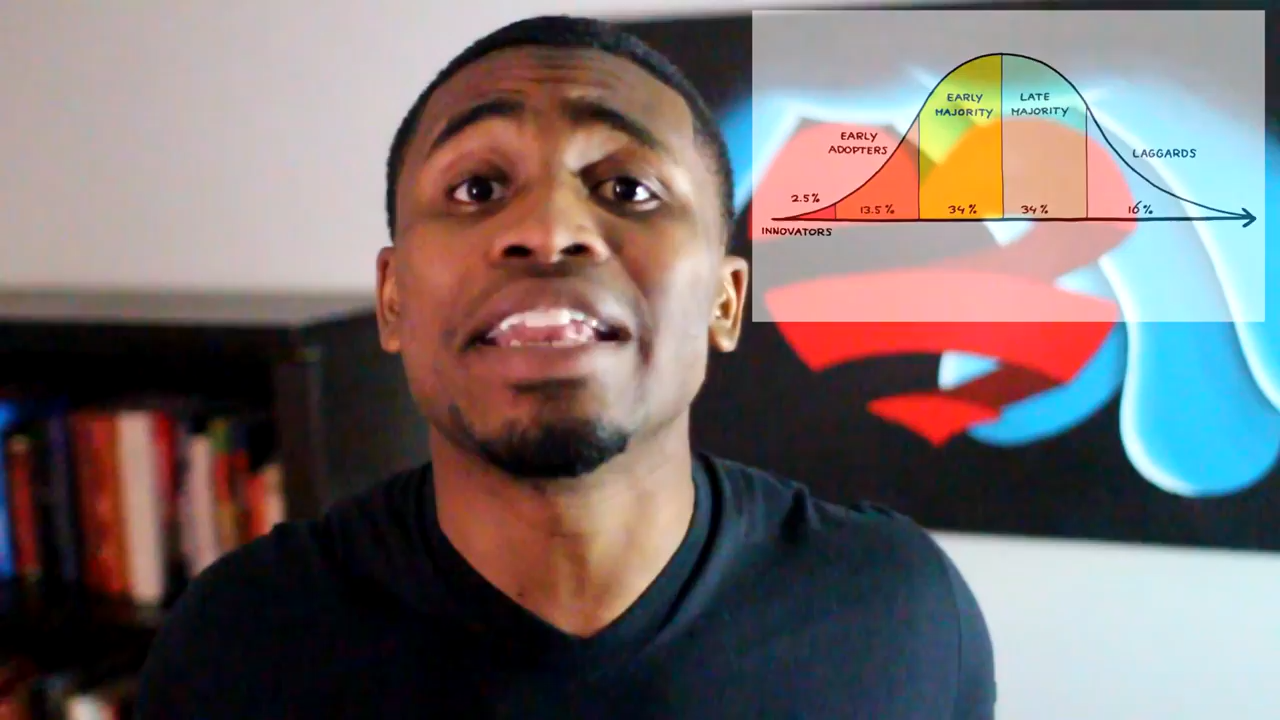 EARLY
MAJORITY
LATE
MAJORITY
EARLY
ADOPTERS
LAGGARDS
2.5%
13.5%
34%
34%
16%
INNOVATORS